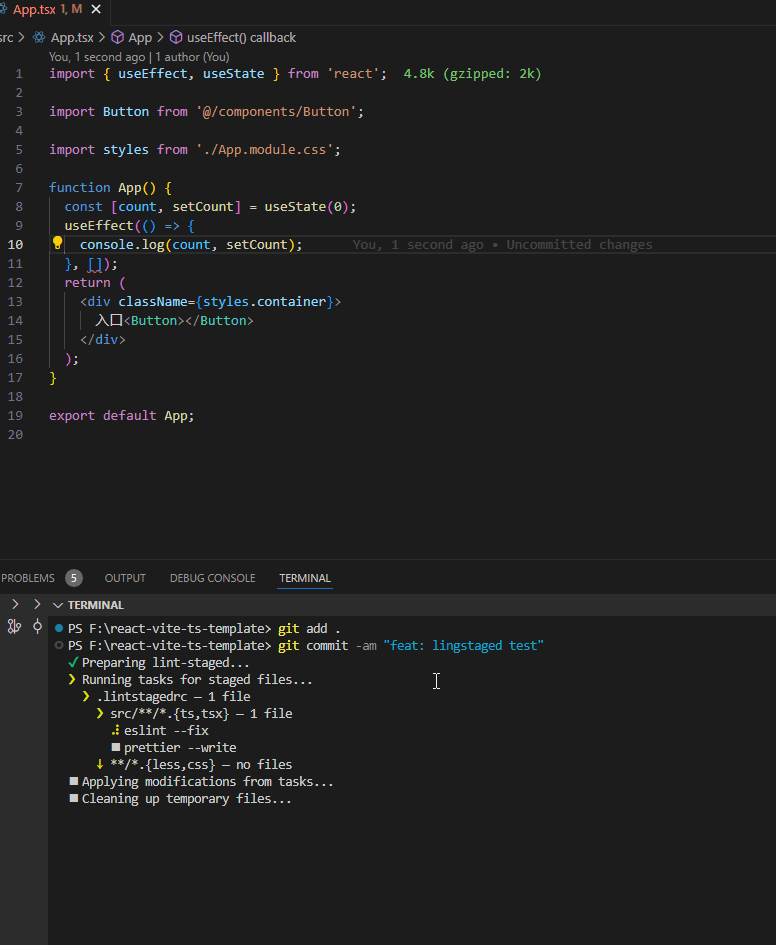 App.tsx 1, M
src > App.tsx > App > useEffect() callback
You, 1 second ago | 1 author (You)
1 import { useEffect, useState } from 'react'; 4.8k (gzipped: 2k)
2
3 import Button from '@/components/Button';
4
5 import styles from './App.module.css';
6
7 function App() {
8 const [count, setCount] = useState(0);
9 useEffect(() => {
10 console.log(count, setCount); You, 1 second ago • Uncommitted changes
11 }, []);
12 return (
13 <div className={styles.container}>
14 入口<Button></Button>
15 </div>
16 );
17 }
18
19 export default App;
20
PROBLEMS 5 OUTPUT DEBUG CONSOLE TERMINAL
TERMINAL
PS F:\react-vite-ts-template> git add .
PS F:\react-vite-ts-template> git commit -am "feat: lingstaged test"
✓ Preparing lint-staged...
❯ Running tasks for staged files...
❯ .lintstagedrc — 1 file
❯ src/**/*.{ts,tsx} — 1 file
⠼ eslint --fix
■ prettier --write
↓ **/*.{less,css} — no files
■ Applying modifications from tasks...
■ Cleaning up temporary files...